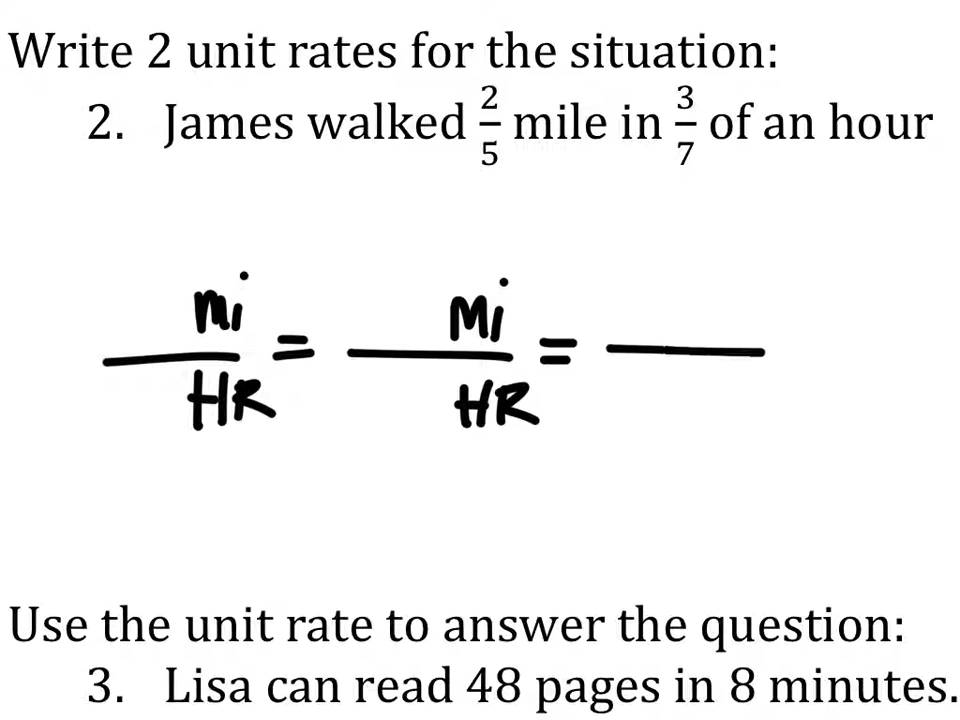 Write 2 unit rates for the situation:
2. James walked 2/5 mile in 3/7 of an hour
mi/HR = Mi/HR =
Use the unit rate to answer the question:
3. Lisa can read 48 pages in 8 minutes.